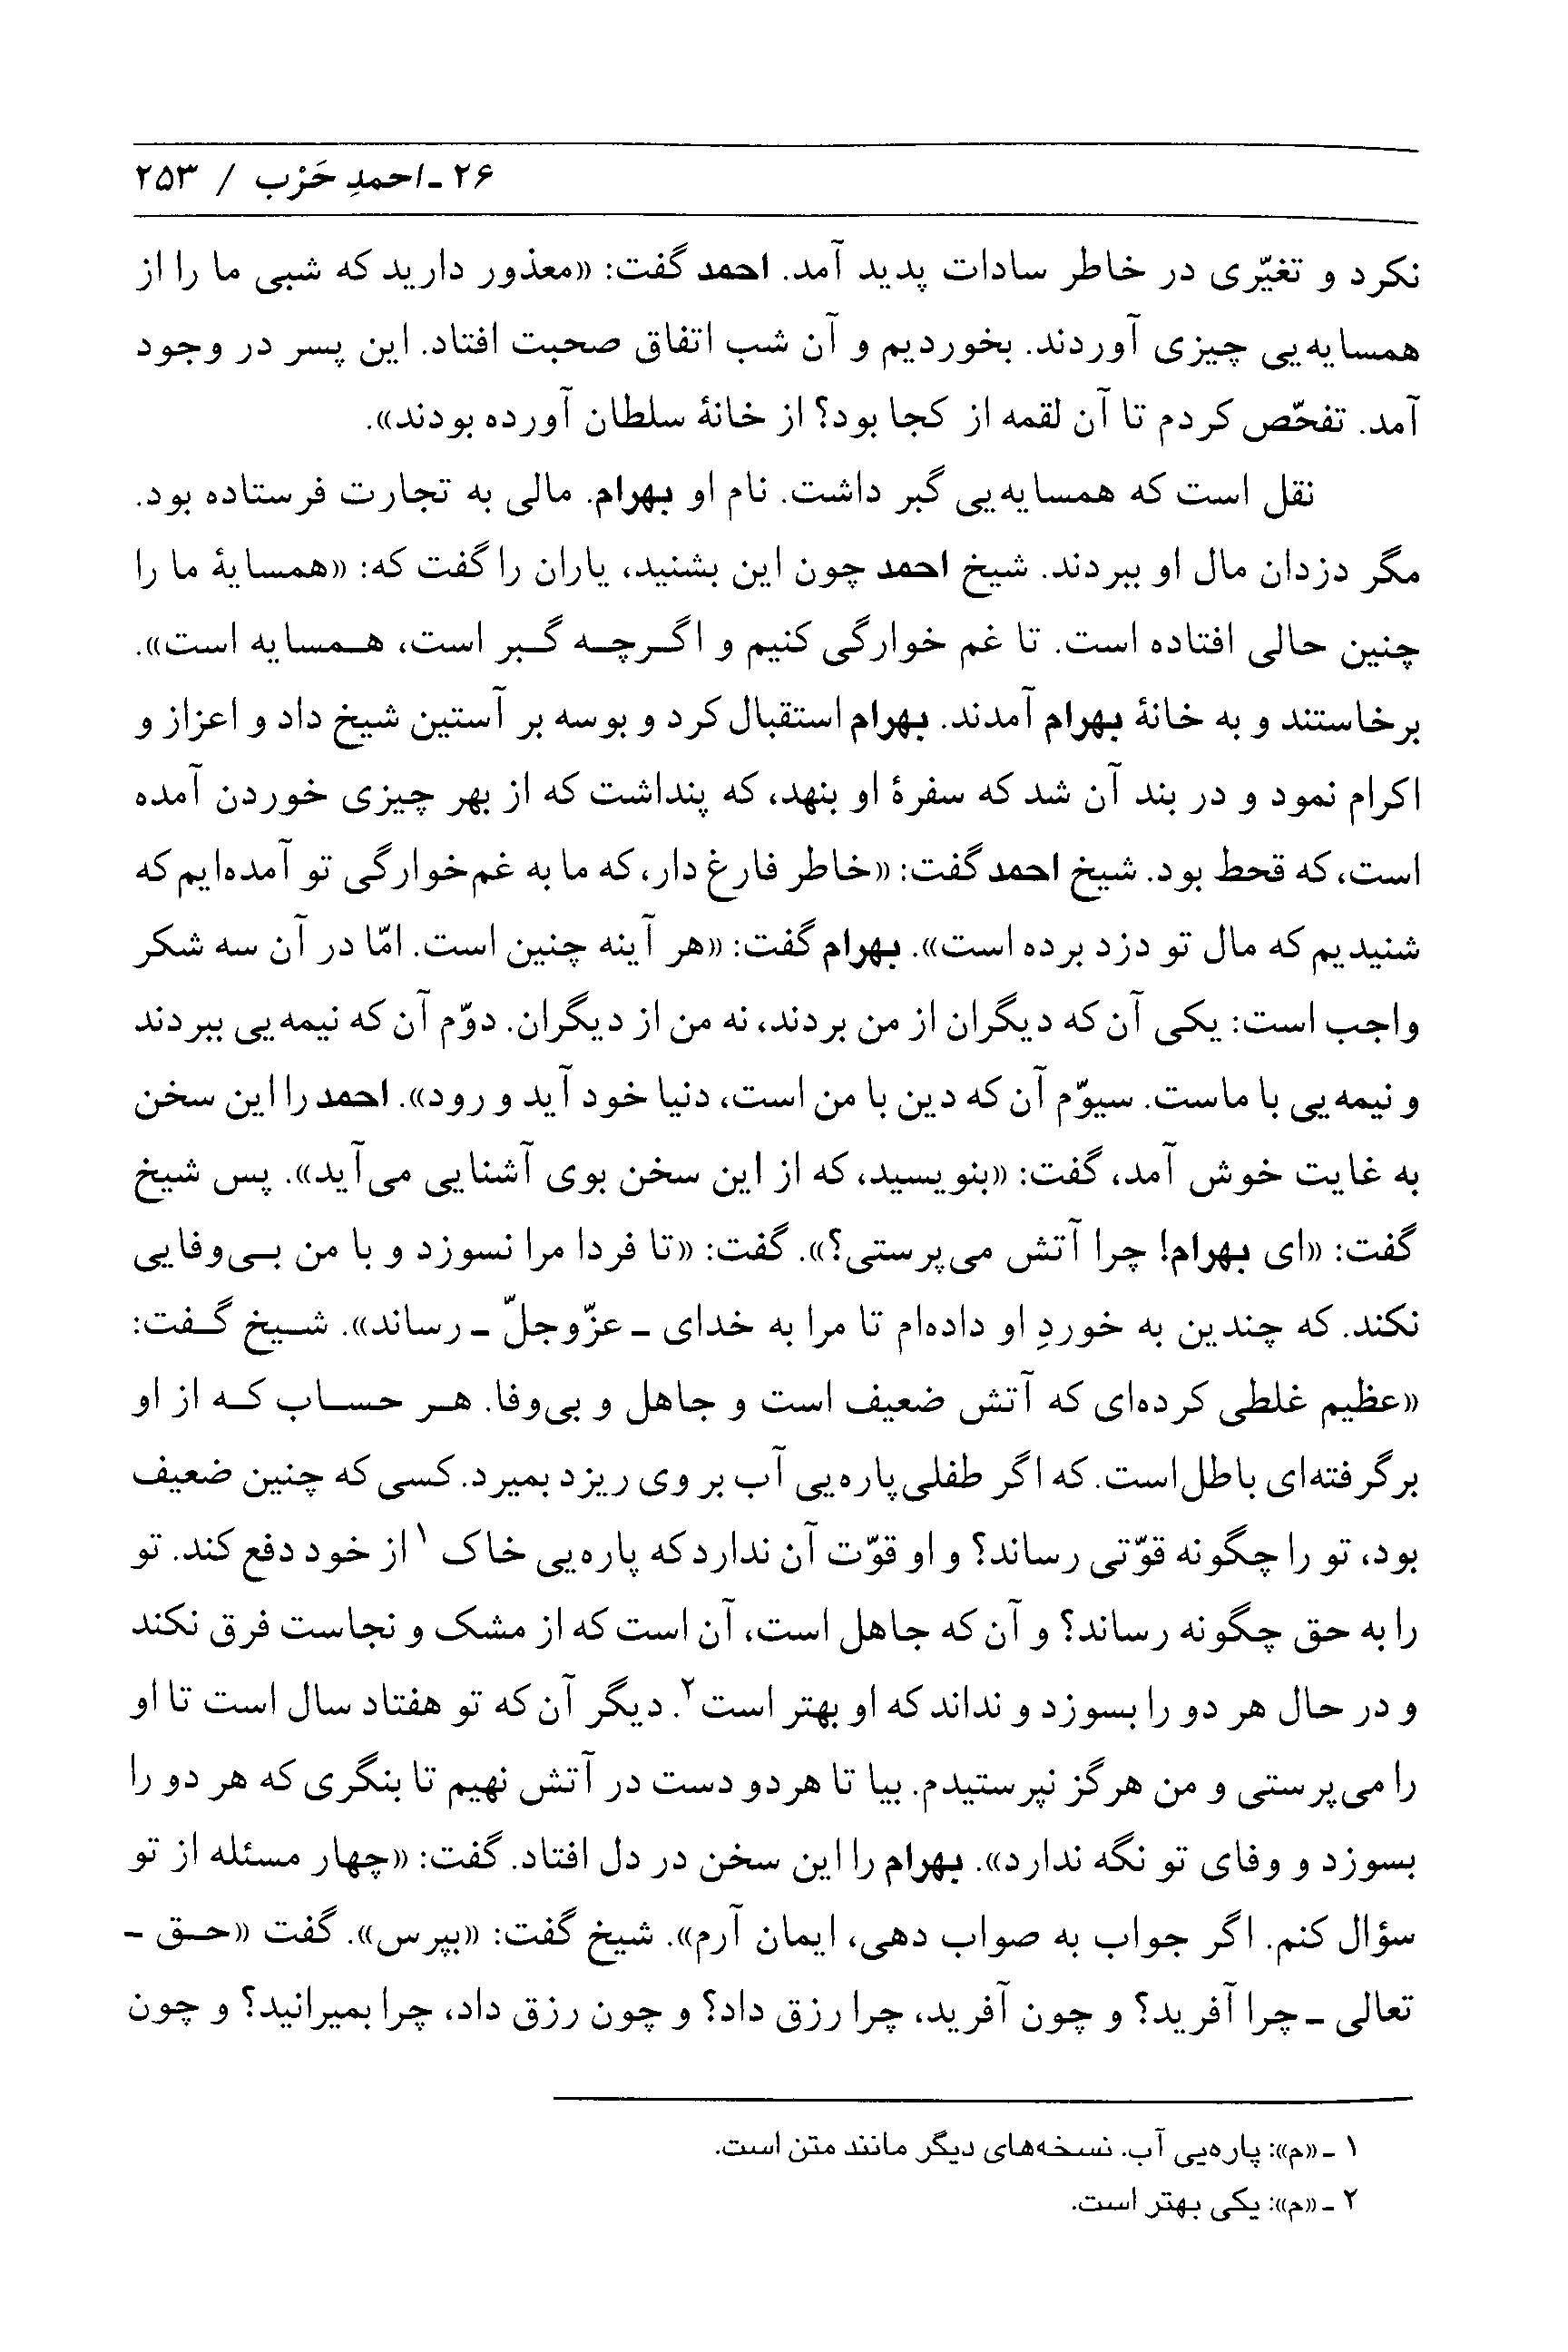 ۲۶ ـ احمدِ حَرْب / ۲۵۳
نکرد و تغیّری در خاطر سادات پدید آمد. احمد گفت: «معذور دارید که شبی ما را از
همسایه‌یی چیزی آوردند. بخوردیم و آن شب اتفاق صحبت افتاد. این پسر در وجود
آمد. تفحّص کردم تا آن لقمه از کجا بود؟ از خانهٔ سلطان آورده بودند».
نقل است که همسایه‌یی گبر داشت. نام او بهرام. مالی به تجارت فرستاده بود.
مگر دزدان مال او ببردند. شیخ احمد چون این بشنید، یاران را گفت که: «همسایهٔ ما را
چنین حالی افتاده است. تا غم خوارگی کنیم و اگرچه گبر است، همسایه است».
برخاستند و به خانهٔ بهرام آمدند. بهرام استقبال کرد و بوسه بر آستین شیخ داد و اعزاز و
اکرام نمود و در بند آن شد که سفرهٔ او بنهد، که پنداشت که از بهر چیزی خوردن آمده
است، که قحط بود. شیخ احمد گفت: «خاطر فارغ دار، که ما به غم‌خوارگی تو آمده‌ایم که
شنیدیم که مال تو دزد برده است». بهرام گفت: «هر آینه چنین است. امّا در آن سه شکر
واجب است: یکی آن‌که دیگران از من بردند، نه من از دیگران. دوّم آن‌که نیمه‌یی ببردند
و نیمه‌یی با ماست. سیوّم آن‌که دین با من است، دنیا خود آید و رود». احمد را این سخن
به غایت خوش آمد، گفت: «بنویسید، که از این سخن بوی آشنایی می‌آید». پس شیخ
گفت: «ای بهرام! چرا آتش می‌پرستی؟». گفت: «تا فردا مرا نسوزد و با من بی‌وفایی
نکند. که چندین به خوردِ او داده‌ام تا مرا به خدای ـ عزّوجلّ ـ رساند». شیخ گفت:
«عظیم غلطی کرده‌ای که آتش ضعیف است و جاهل و بی‌وفا. هر حساب که از او
برگرفته‌ای باطل‌است. که اگر طفلی‌پاره‌یی آب بر وی ریزد بمیرد. کسی که چنین ضعیف
بود، تو را چگونه قوّتی رساند؟ و او قوّت آن ندارد که پاره‌یی خاک ۱ از خود دفع کند. تو
را به حق چگونه رساند؟ و آن‌که جاهل است، آن است که از مشک و نجاست فرق نکند
و در حال هر دو را بسوزد و نداند که او بهتر است۲. دیگر آن‌که تو هفتاد سال است تا او
را می‌پرستی و من هرگز نپرستیدم. بیا تا هردو دست در آتش نهیم تا بنگری که هر دو را
بسوزد و وفای تو نگه ندارد». بهرام را این سخن در دل افتاد. گفت: «چهار مسئله از تو
سؤال کنم. اگر جواب به صواب دهی، ایمان آرم». شیخ گفت: «بپرس». گفت «حق ـ
تعالی ـ چرا آفرید؟ و چون آفرید، چرا رزق داد؟ و چون رزق داد، چرا بمیرانید؟ و چون
۱ ـ «م»: پاره‌یی آب. نسخه‌های دیگر مانند متن است.
۲ ـ «م»: یکی بهتر است.